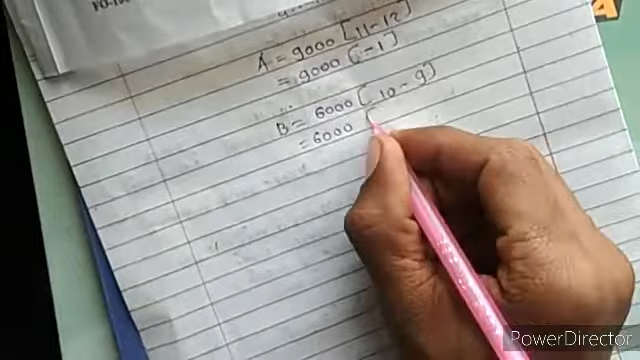 A = 9000 [11-12]
= 9000 (-1)
B = 6000 [10-9)
= 6000 (
PowerDirector